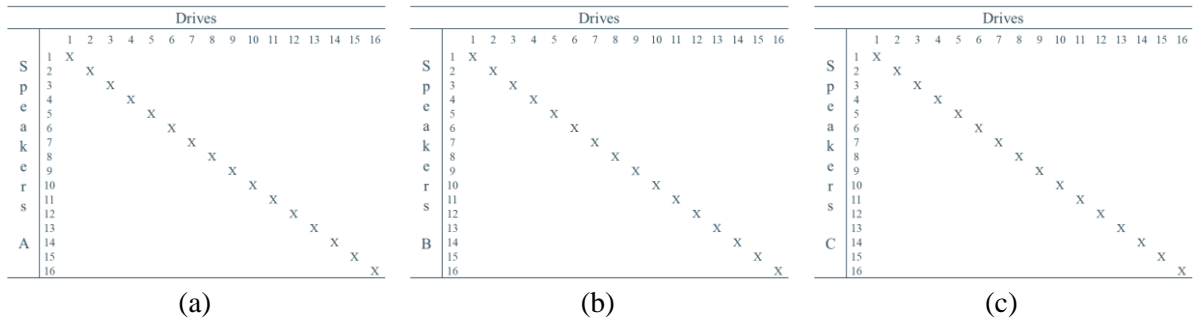 Drives
1 2 3 4 5 6 7 8 9 10 11 12 13 14 15 16
Speakers A
1 X
2 X
3 X
4 X
5 X
6 X
7 X
8 X
9 X
10 X
11 X
12 X
13 X
14 X
15 X
16 X
(a)
Drives
1 2 3 4 5 6 7 8 9 10 11 12 13 14 15 16
Speakers B
1 X
2 X
3 X
4 X
5 X
6 X
7 X
8 X
9 X
10 X
11 X
12 X
13 X
14 X
15 X
16 X
(b)
Drives
1 2 3 4 5 6 7 8 9 10 11 12 13 14 15 16
Speakers C
1 X
2 X
3 X
4 X
5 X
6 X
7 X
8 X
9 X
10 X
11 X
12 X
13 X
14 X
15 X
16 X
(c)